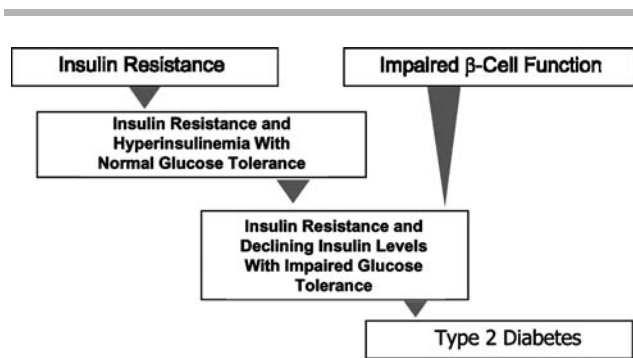 Insulin Resistance
Impaired β-Cell Function
Insulin Resistance and
Hyperinsulinemia With
Normal Glucose Tolerance
Insulin Resistance and
Declining Insulin Levels
With Impaired Glucose
Tolerance
Type 2 Diabetes